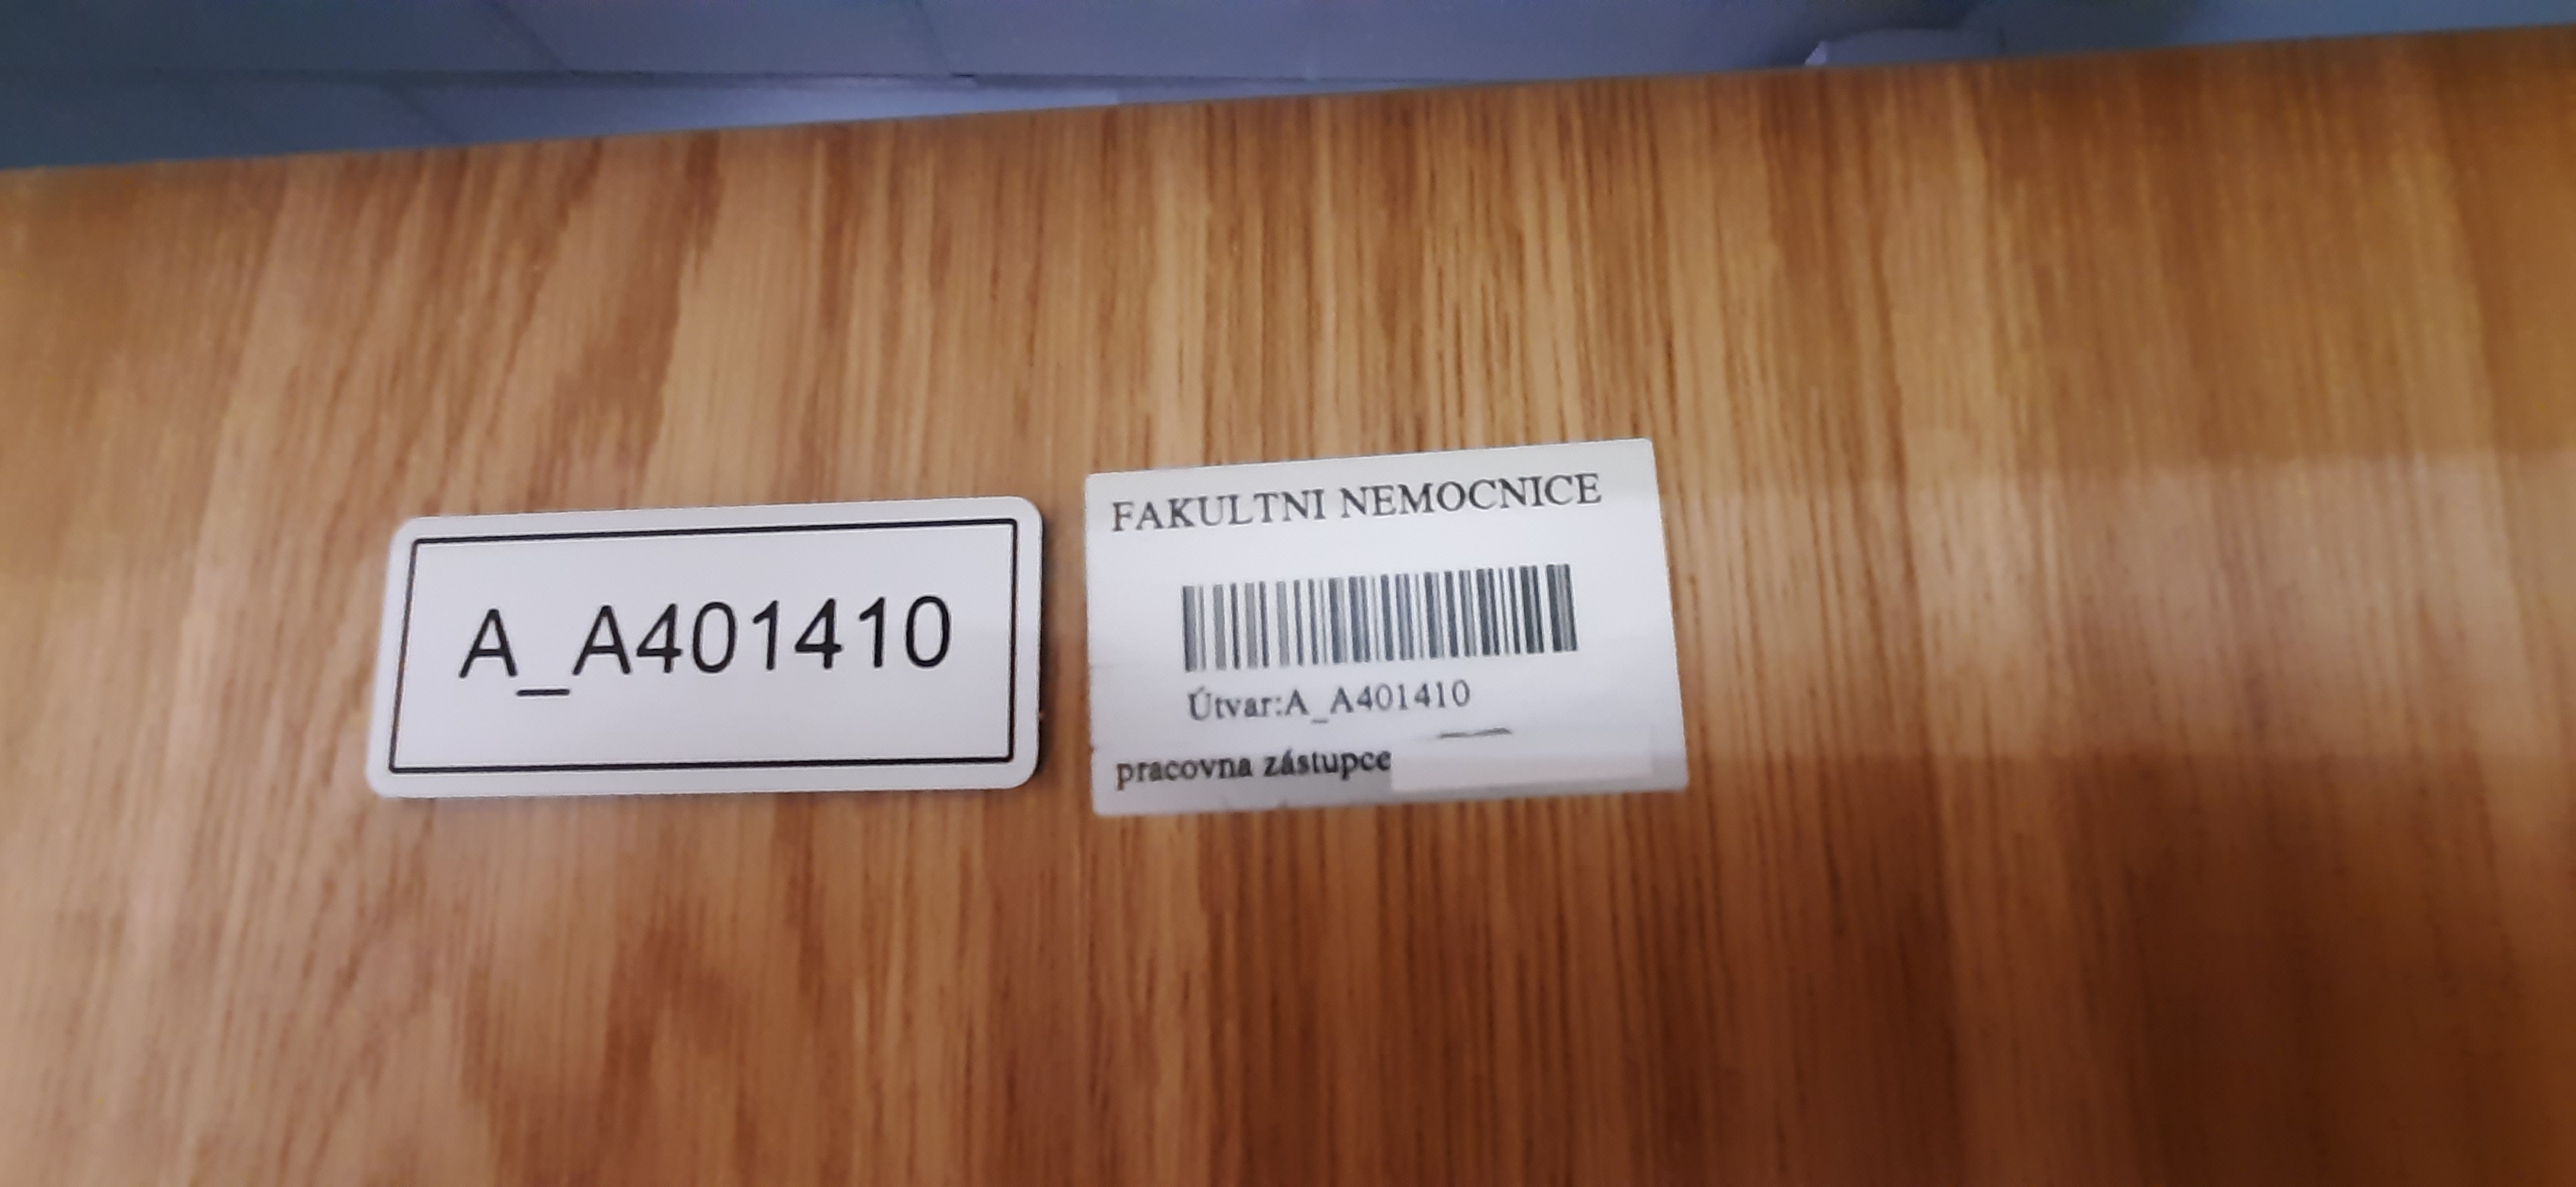 A_A401410
FAKULTNI NEMOCNICE
Útvar:A_A401410
pracovna zástupce